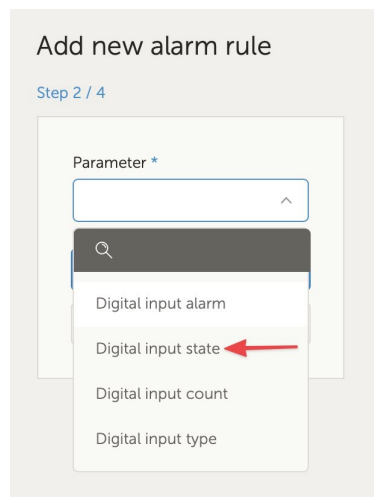 Add new alarm rule
Step 2 / 4
Parameter *
Digital input alarm
Digital input state
Digital input count
Digital input type